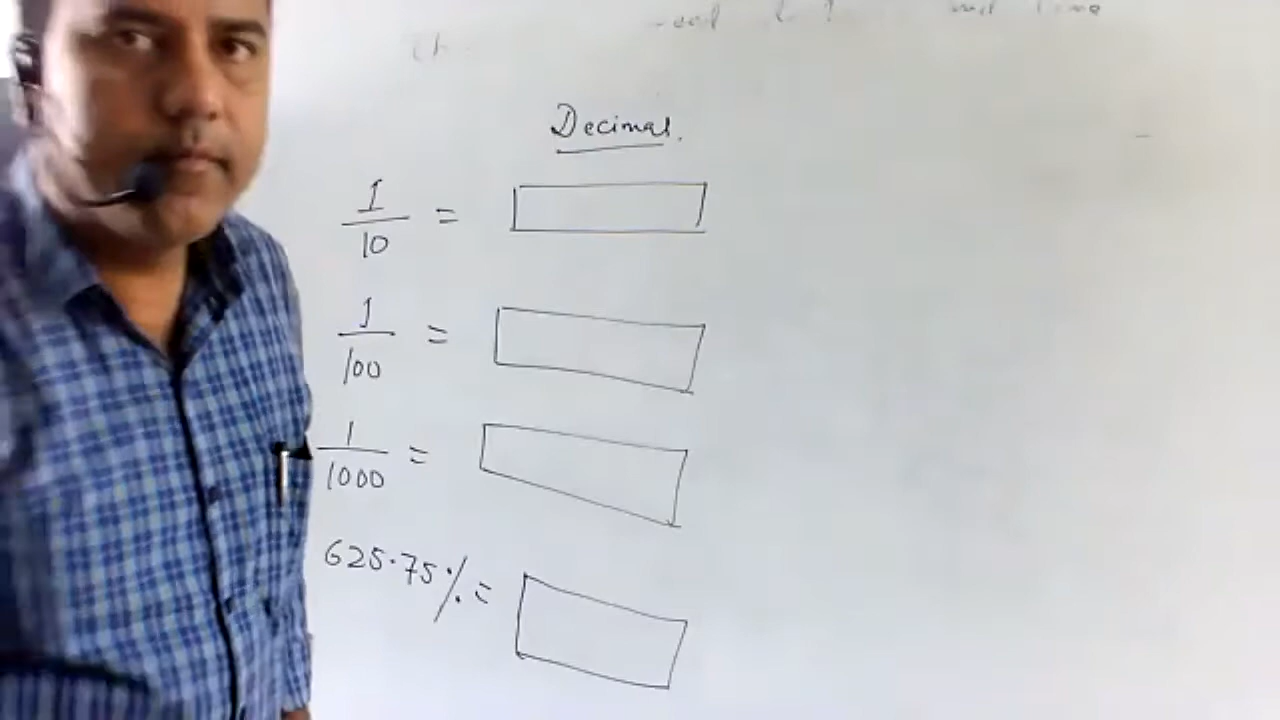 Decimal.
1/10 =
1/100 =
1/1000 =
625.75% =